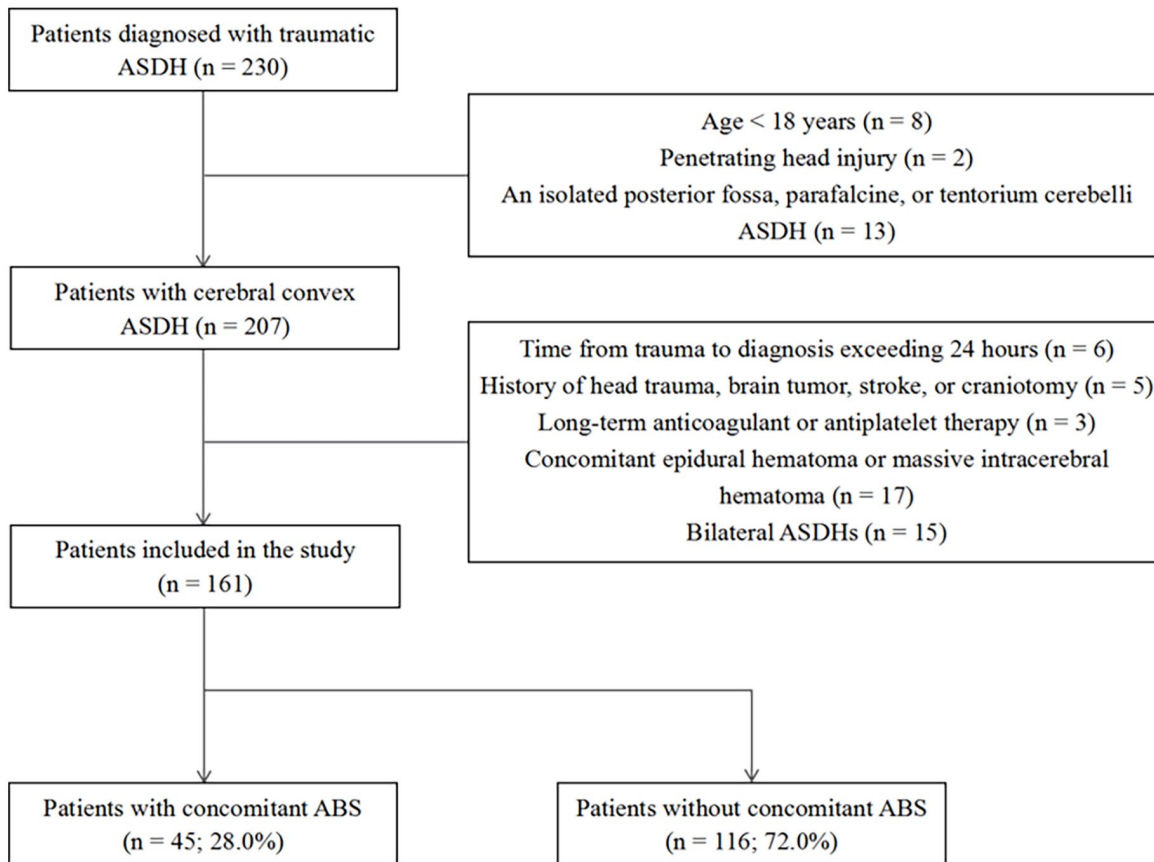 Patients diagnosed with traumatic
ASDH (n = 230)
Age < 18 years (n = 8)
Penetrating head injury (n = 2)
An isolated posterior fossa, parafalcine, or tentorium cerebelli
ASDH (n = 13)
Patients with cerebral convex
ASDH (n = 207)
Time from trauma to diagnosis exceeding 24 hours (n = 6)
History of head trauma, brain tumor, stroke, or craniotomy (n = 5)
Long-term anticoagulant or antiplatelet therapy (n = 3)
Concomitant epidural hematoma or massive intracerebral
hematoma (n = 17)
Bilateral ASDHs (n = 15)
Patients included in the study
(n = 161)
Patients with concomitant ABS
(n = 45; 28.0%)
Patients without concomitant ABS
(n = 116; 72.0%)